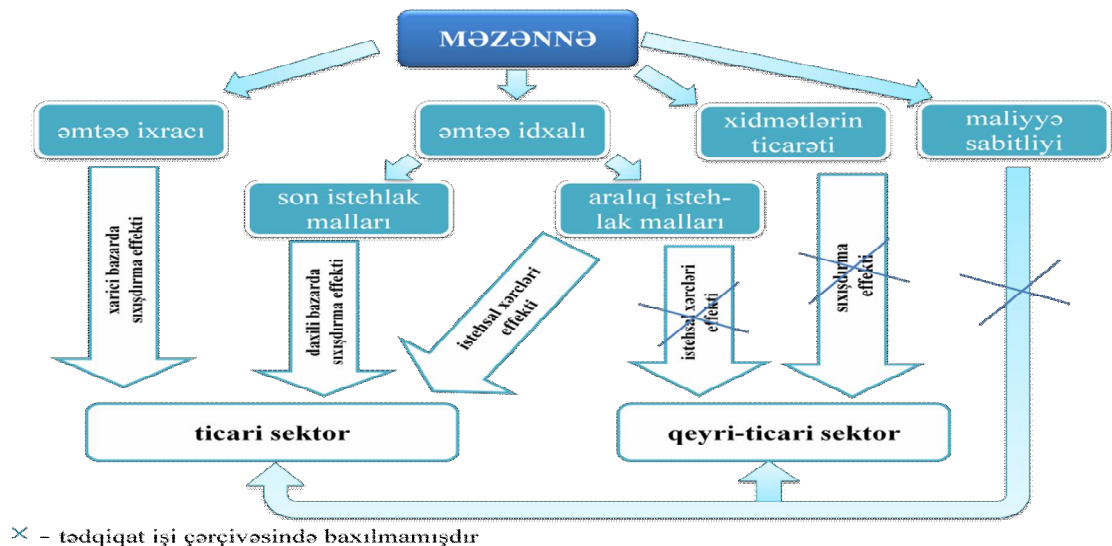 MƏZƏNNƏ
əmtəə ixracı
əmtəə idxalı
xidmətlərin
ticarəti
maliyyə
sabitliyi
son istehlak
malları
aralıq isteh-
lak malları
xarici bazarda
sıxışdırma effekti
daxili bazarda
sıxışdırma effekti
istehsal xərcləri
effekti
istehsal xərcləri
effekti
sıxışdırma
effekti
ticari sektor
qeyri-ticari sektor
× – tədqiqat işi çərçivəsində baxılmamışdır